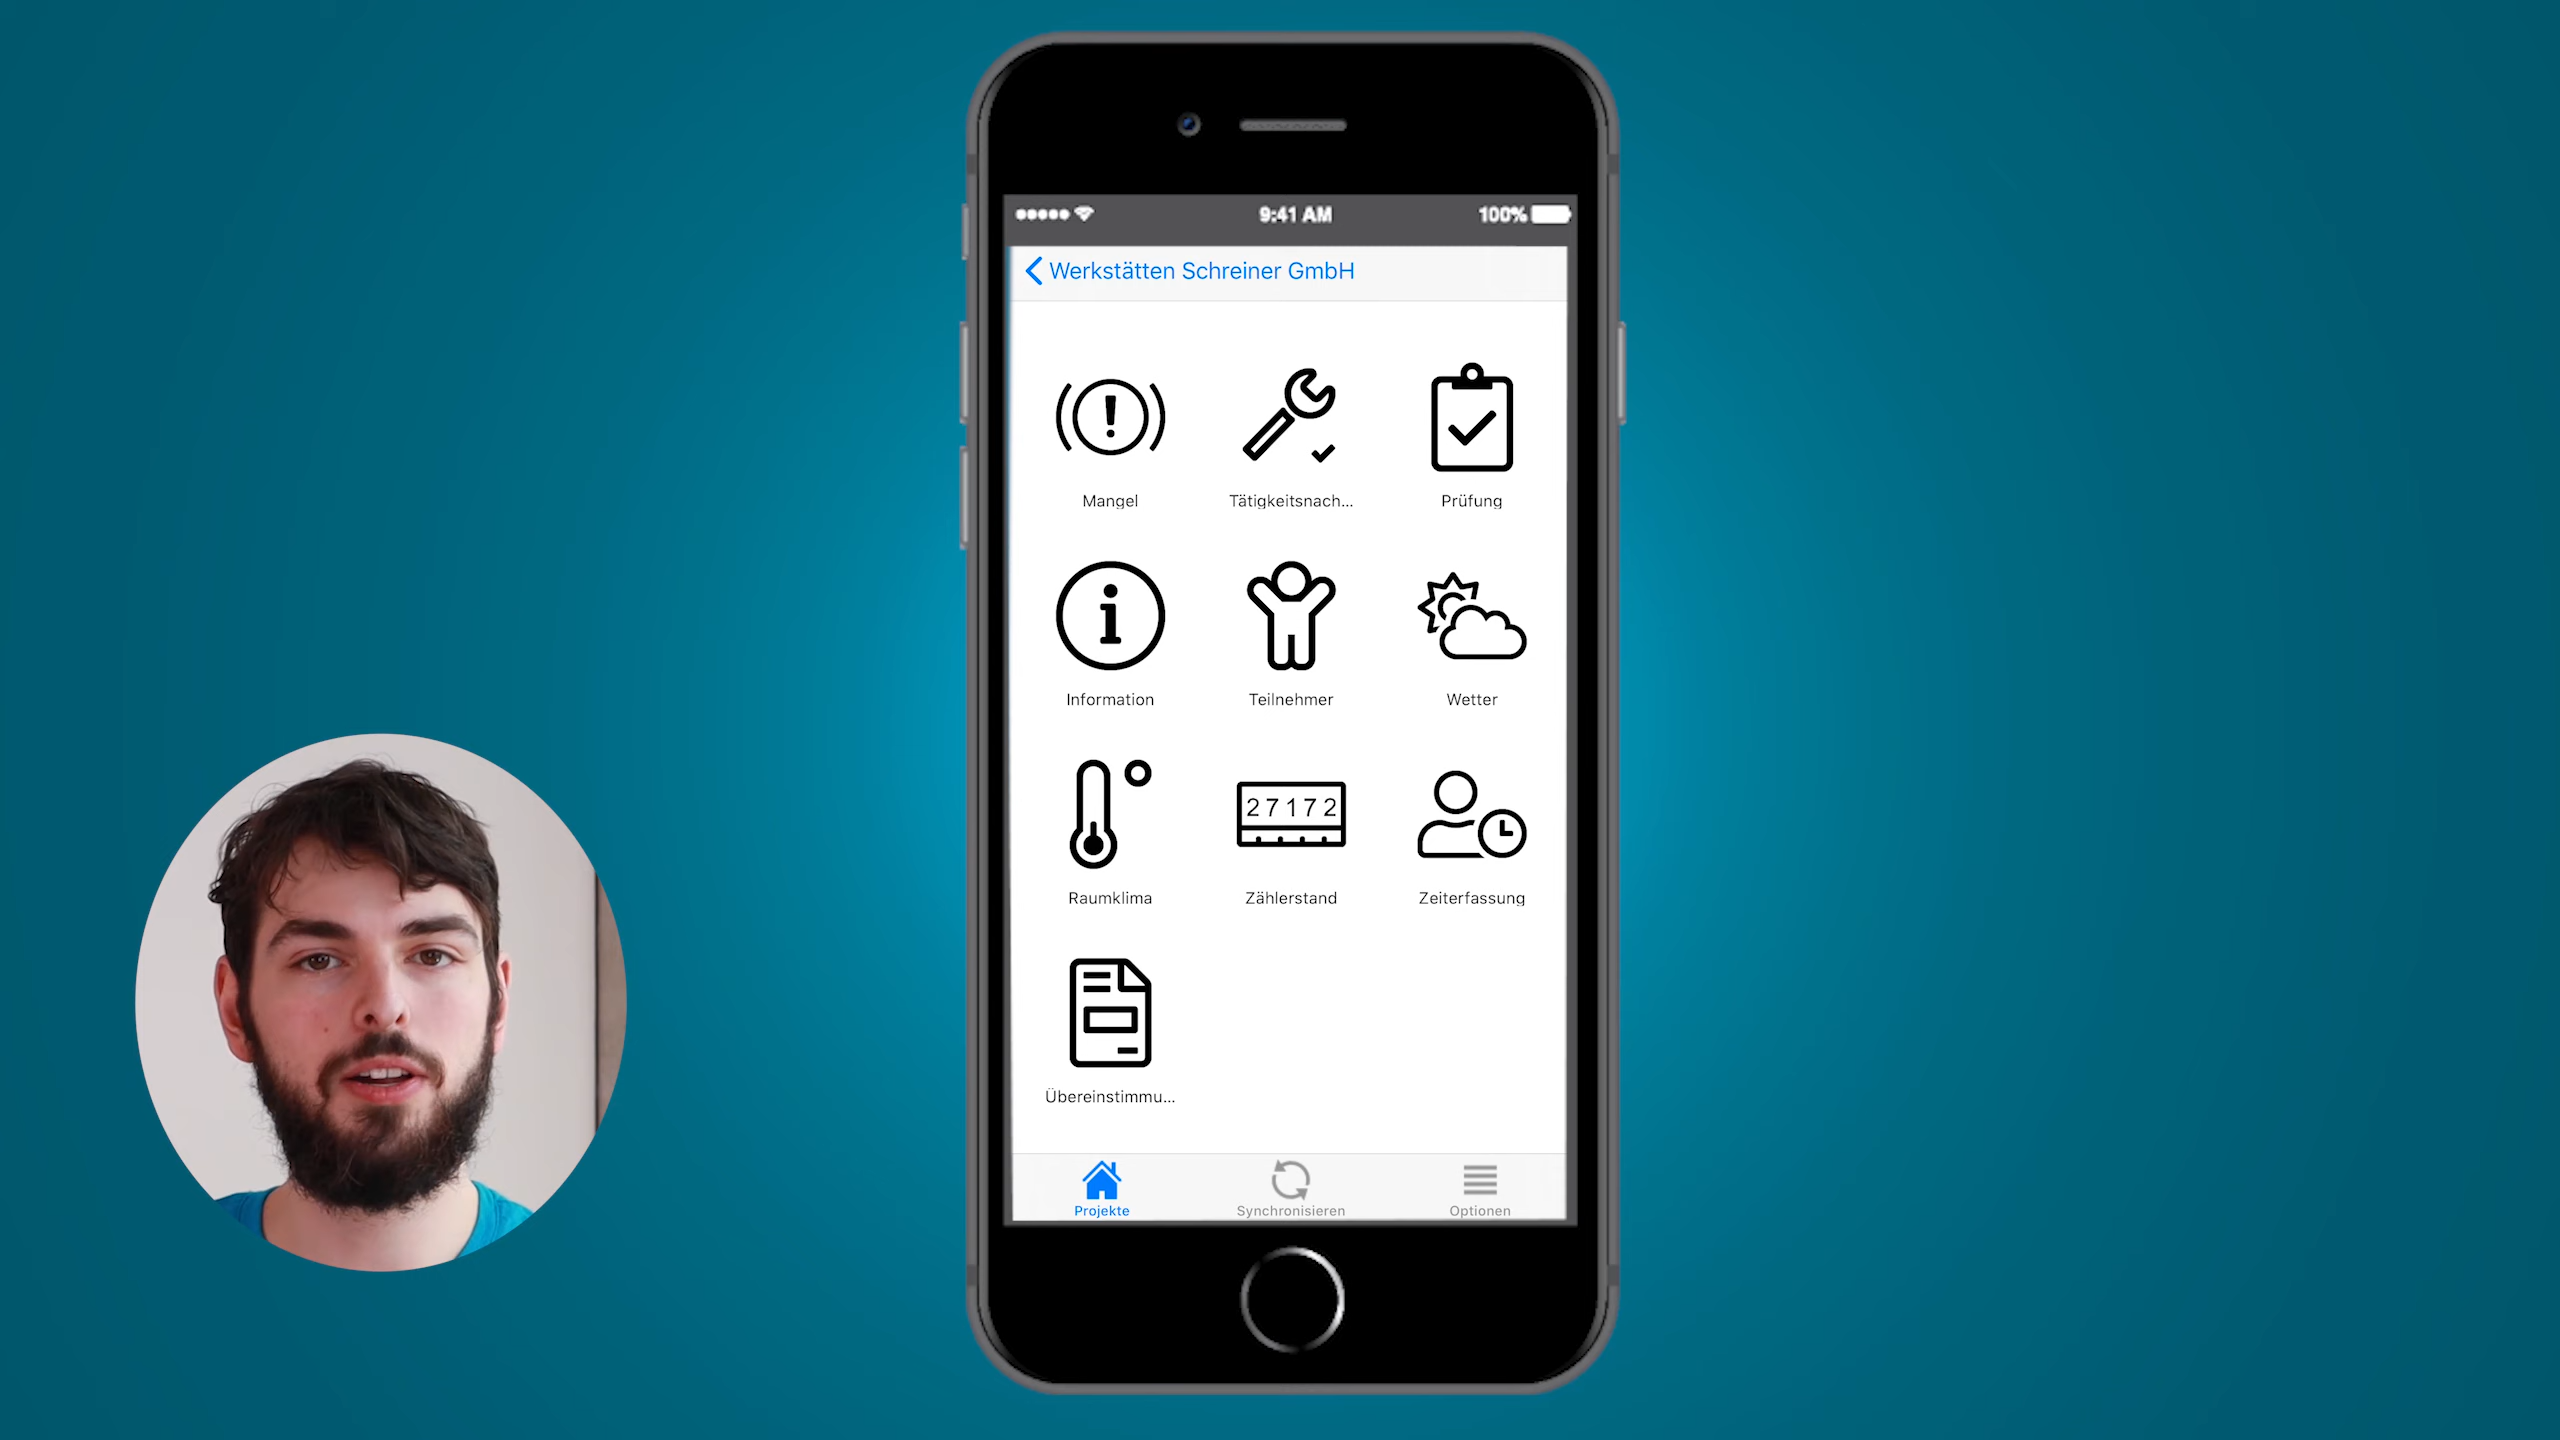 9:41 AM
100%
Werkstätten Schreiner GmbH
Mangel
Tätigkeitsnach...
Prüfung
Information
Teilnehmer
Wetter
27172
Raumklima
Zählerstand
Zeiterfassung
Übereinstimmu...
Projekte
Synchronisieren
Optionen